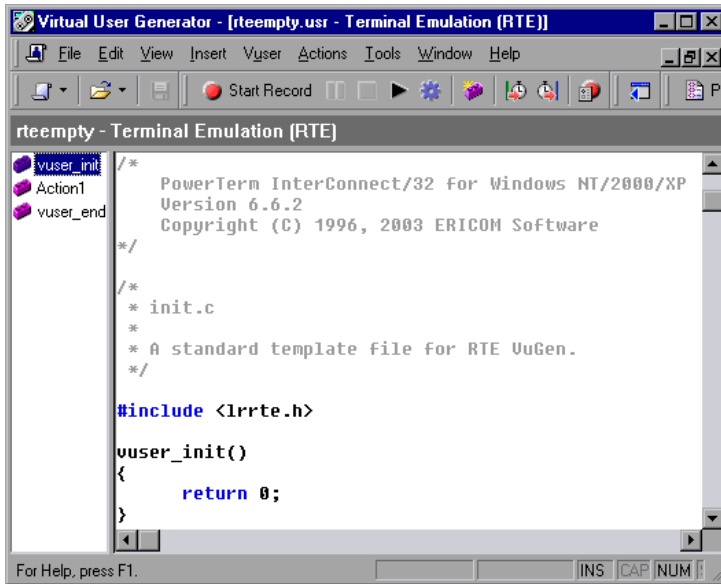 Virtual User Generator - [rteempty.usr - Terminal Emulation (RTE)]
File Edit View Insert Vuser Actions Tools Window Help
Start Record P
rteempty - Terminal Emulation (RTE)
vuser_init
Action1
vuser_end
/*
PowerTerm InterConnect/32 for Windows NT/2000/XP
Version 6.6.2
Copyright (C) 1996, 2003 ERICOM Software
*/
/*
* init.c
*
* A standard template file for RTE VuGen.
*/
#include <lrrte.h>
vuser_init()
{
return 0;
}
For Help, press F1. INS CAP NUM